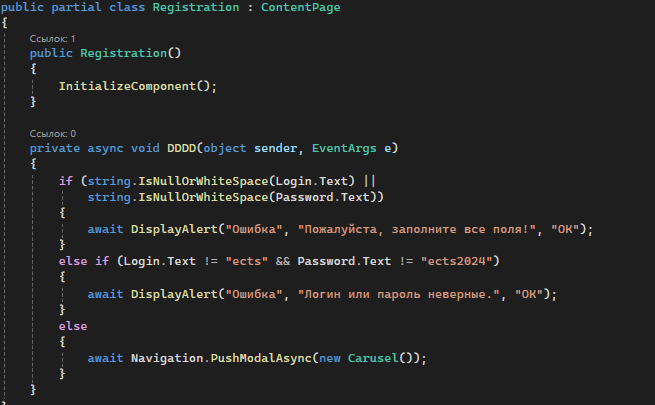 public partial class Registration : ContentPage
{
Ссылок: 1
public Registration()
{
InitializeComponent();
}
Ссылок: 0
private async void DDDD(object sender, EventArgs e)
{
if (string.IsNullOrWhiteSpace(Login.Text) ||
string.IsNullOrWhiteSpace(Password.Text))
{
await DisplayAlert("Ошибка", "Пожалуйста, заполните все поля!", "ОК");
}
else if (Login.Text != "ects" && Password.Text != "ects2024")
{
await DisplayAlert("Ошибка", "Логин или пароль неверные.", "ОК");
}
else
{
await Navigation.PushModalAsync(new Carusel());
}
}
}